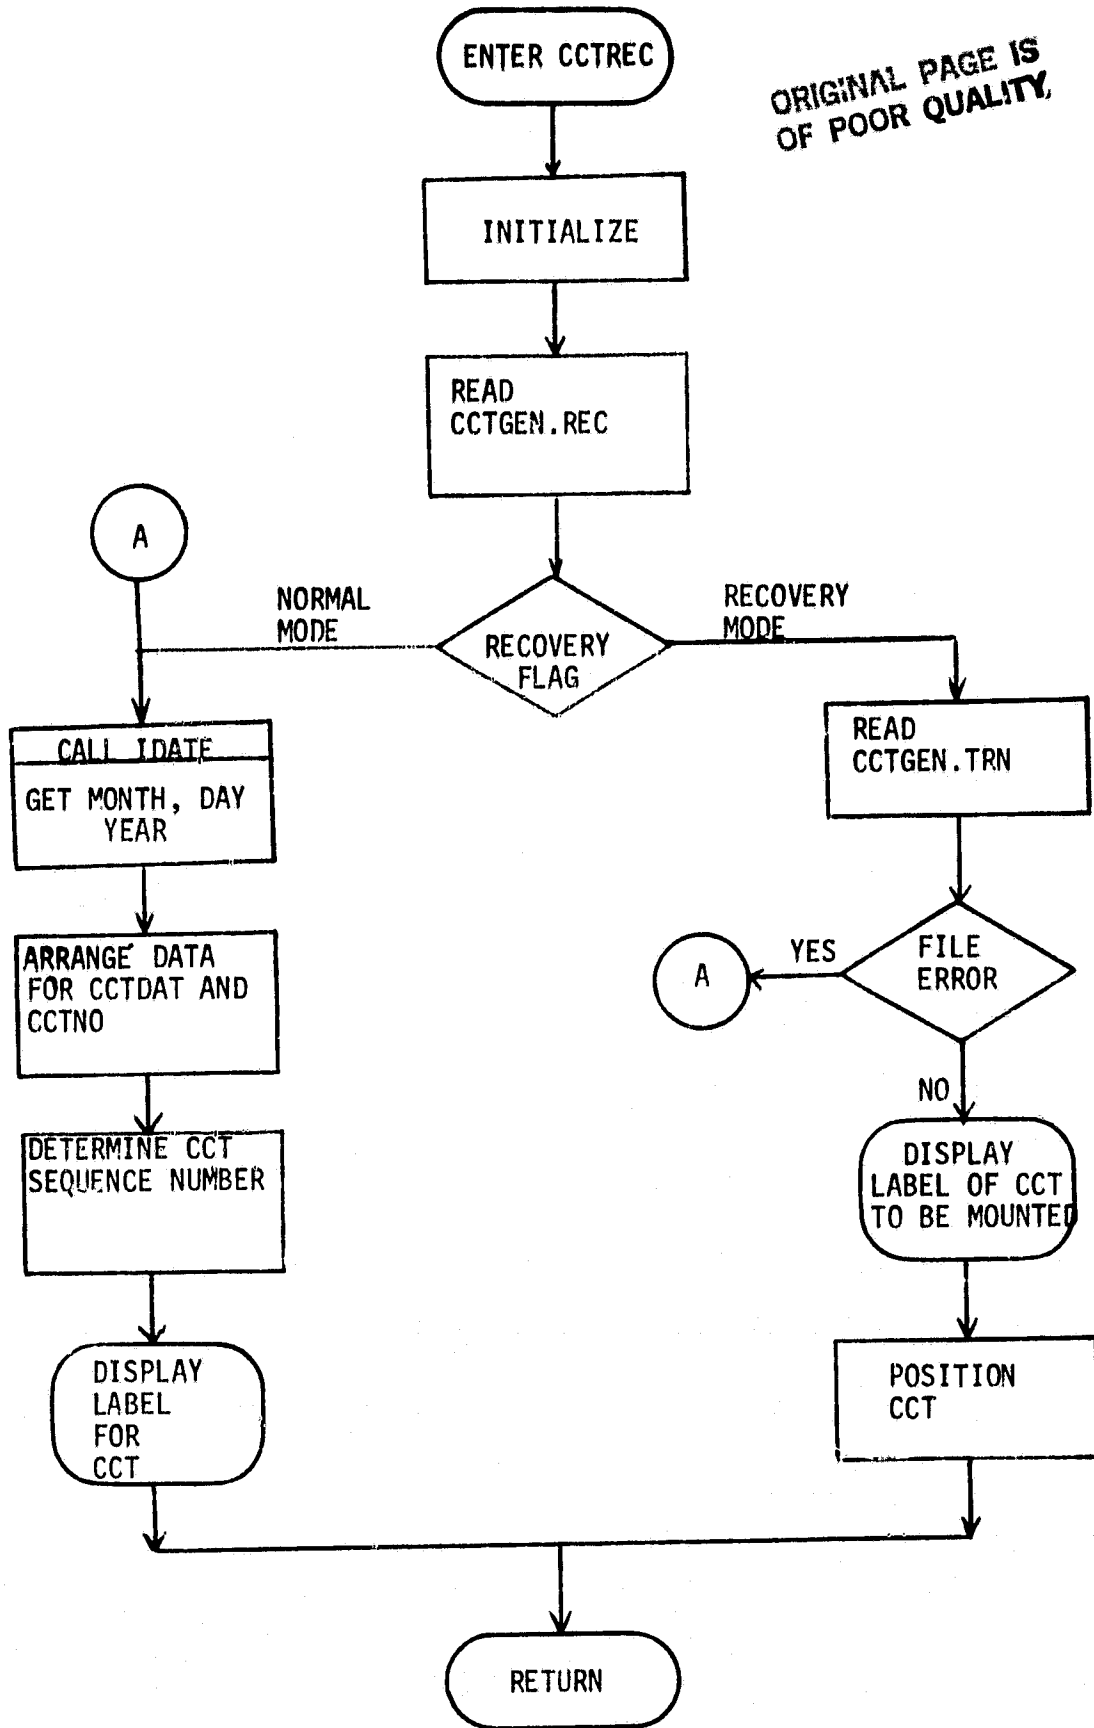 ENTER CCTREC
ORIGINAL PAGE IS
OF POOR QUALITY
INITIALIZE
READ
CCTGEN.REC
A
NORMAL
MODE
RECOVERY
FLAG
RECOVERY
MODE
CALL IDATE
GET MONTH, DAY
YEAR
READ
CCTGEN.TRN
ARRANGE DATA
FOR CCTDAT AND
CCTNO
A
YES
FILE
ERROR
NO
DETERMINE CCT
SEQUENCE NUMBER
DISPLAY
LABEL OF CCT
TO BE MOUNTED
DISPLAY
LABEL
FOR
CCT
POSITION
CCT
RETURN